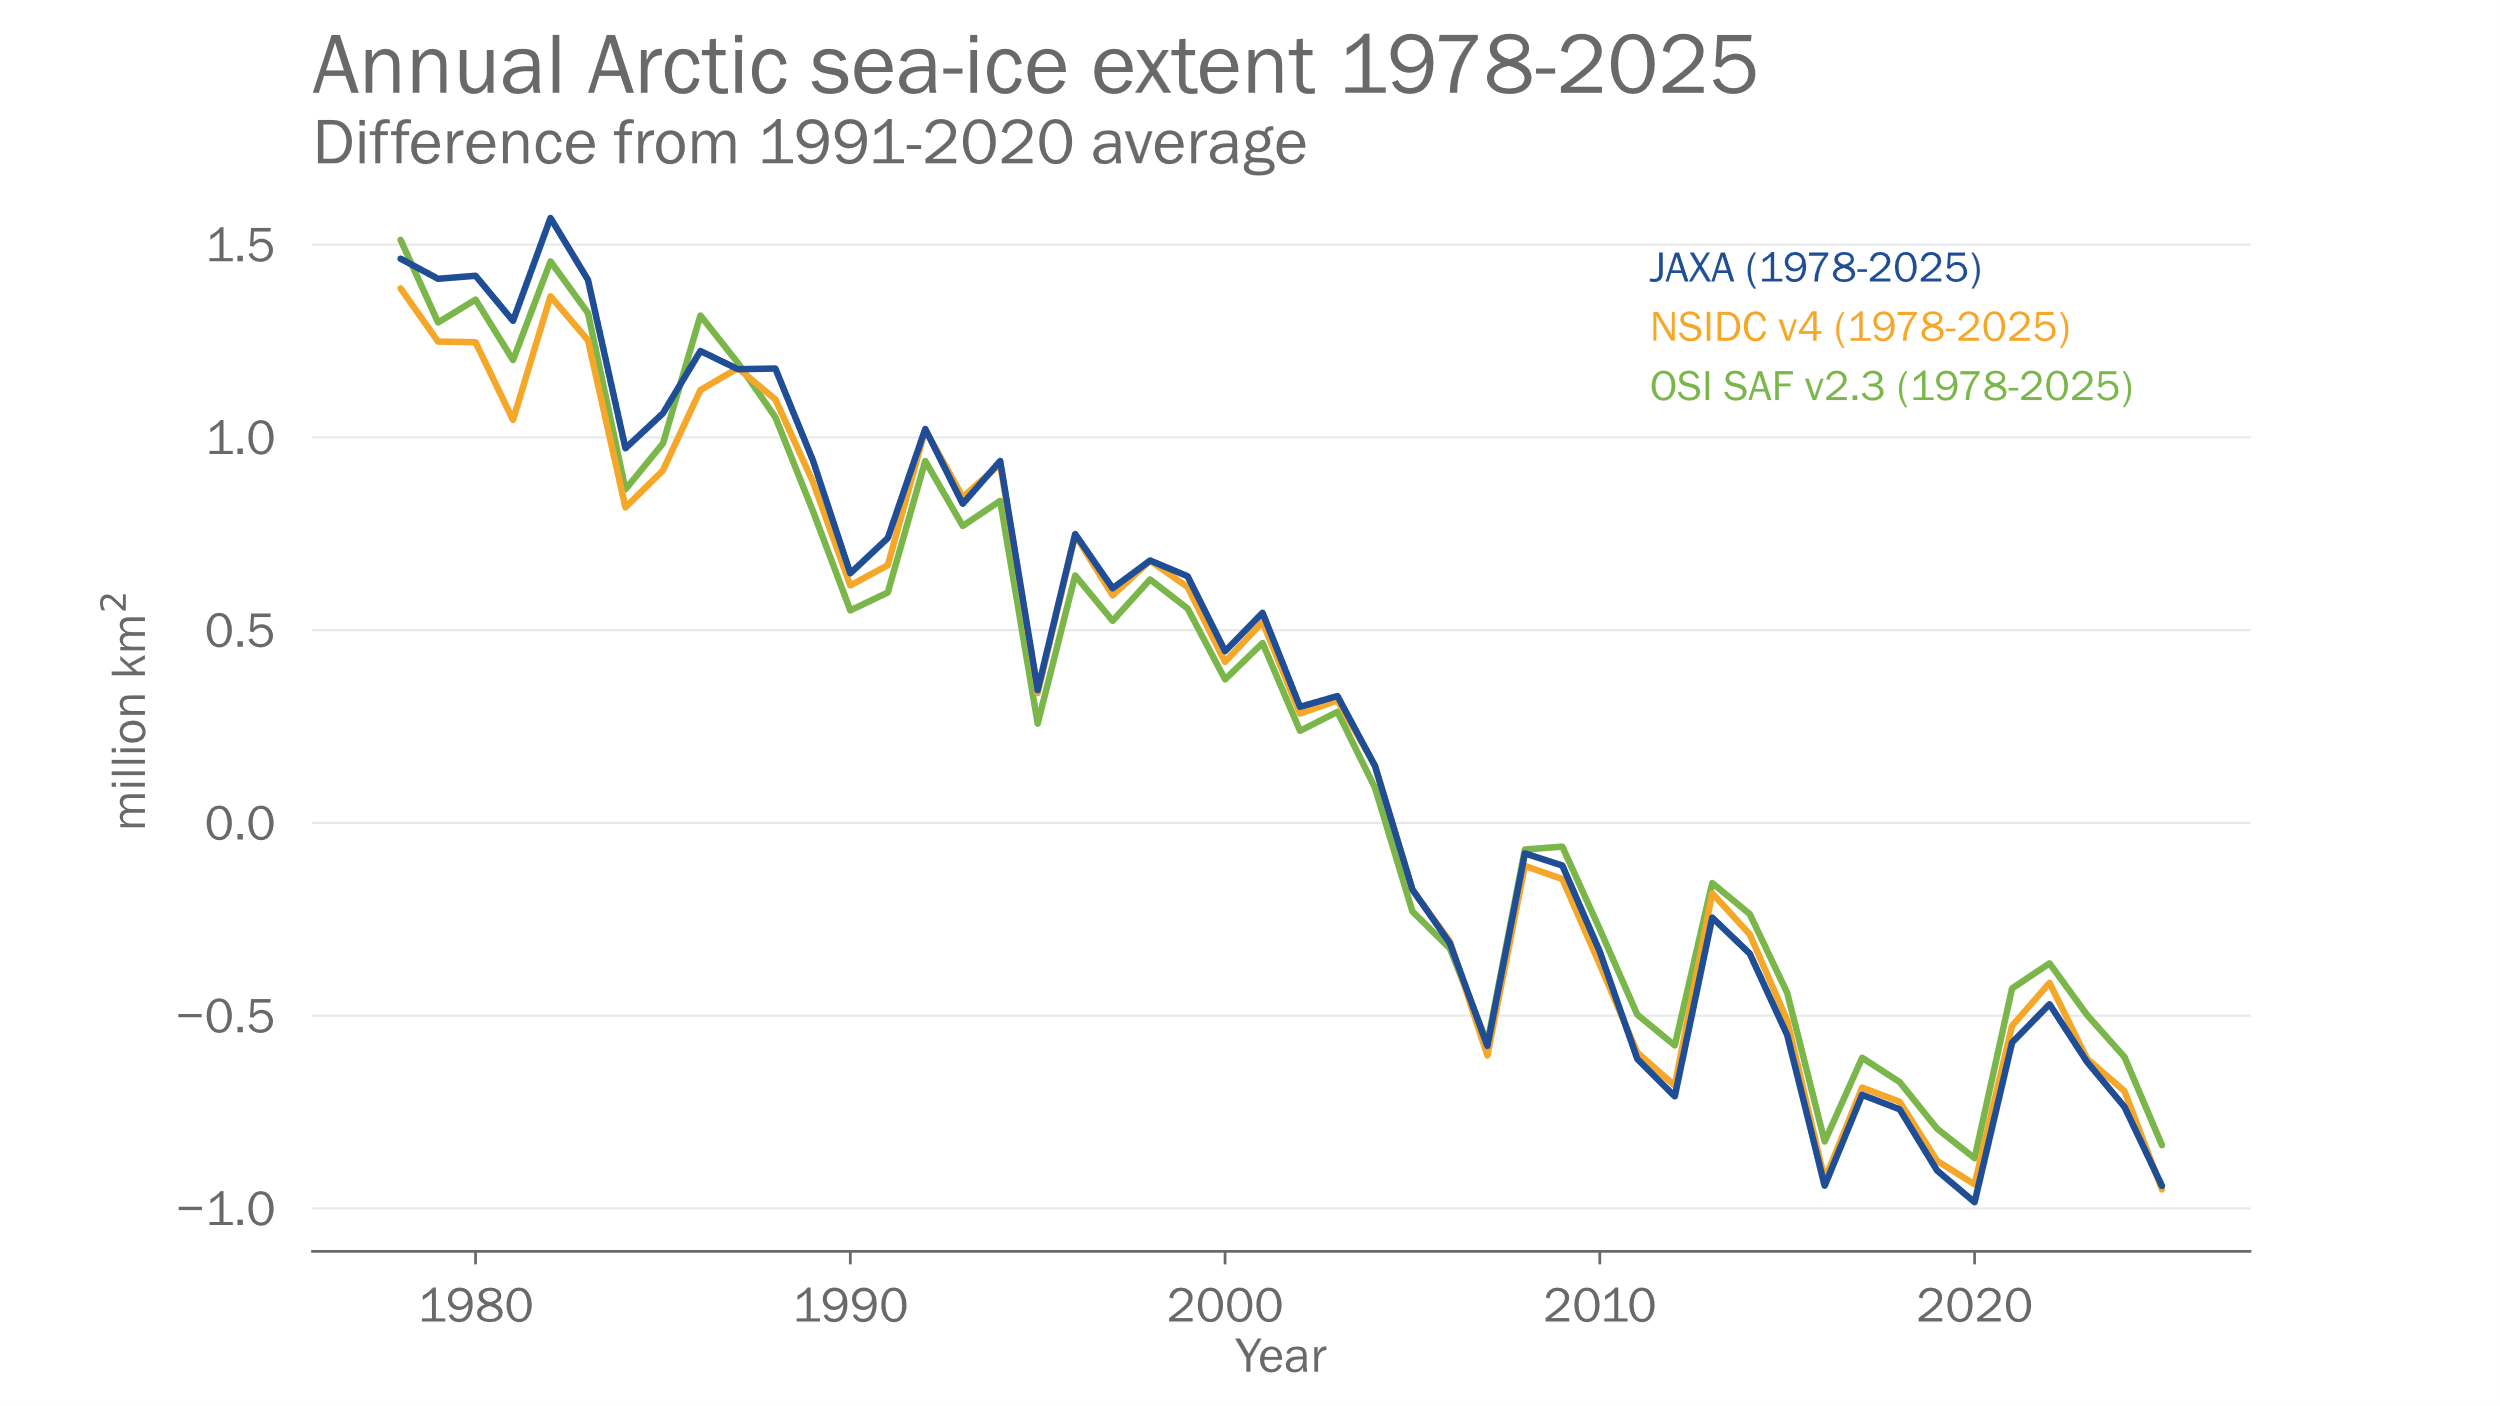 Annual Arctic sea-ice extent 1978-2025
Difference from 1991-2020 average
JAXA (1978-2025)
NSIDC v4 (1978-2025)
OSI SAF v2.3 (1978-2025)
million km²
1.5
1.0
0.5
0.0
−0.5
−1.0
1980 1990 2000 2010 2020
Year